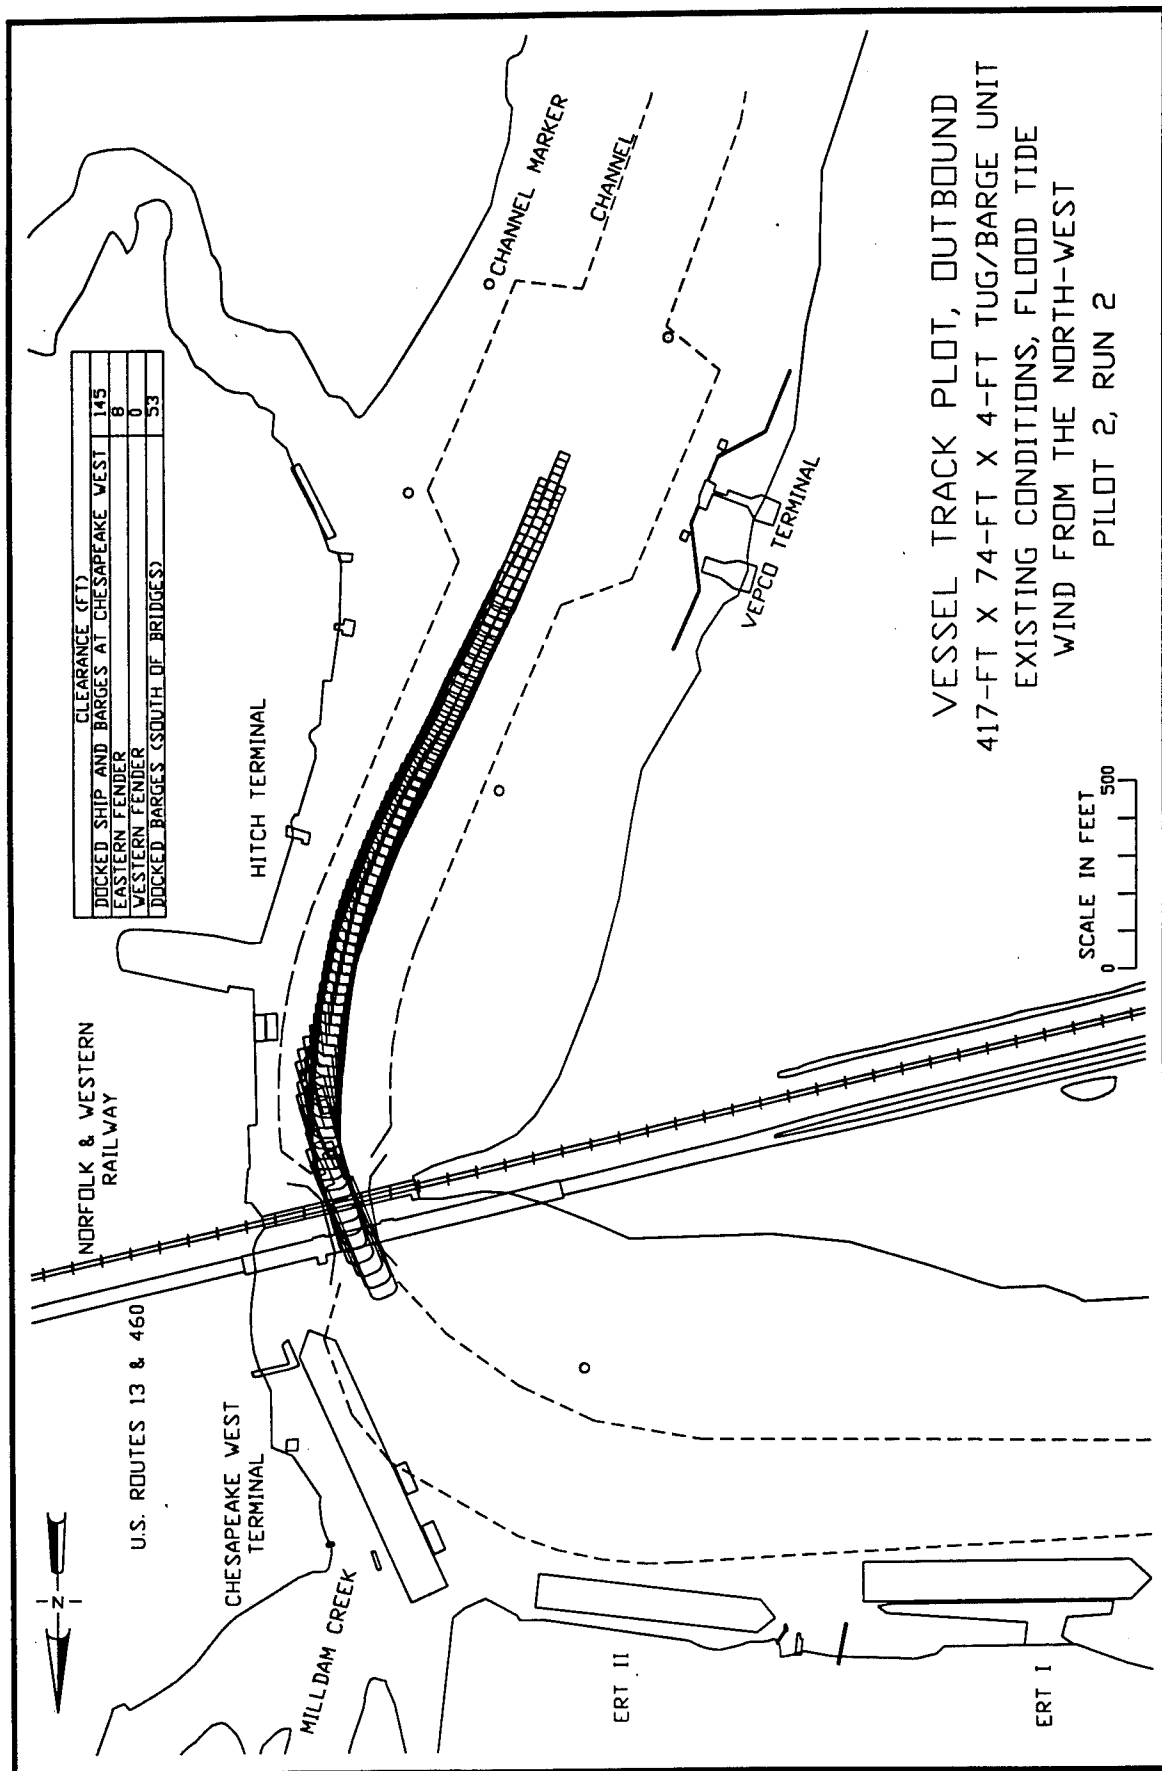 CLEARANCE (FT)
DOCKED SHIP AND BARGES AT CHESAPEAKE WEST 145
EASTERN FENDER 8
WESTERN FENDER 0
DOCKED BARGES (SOUTH OF BRIDGES) 53
N
U.S. ROUTES 13 & 460
NORFOLK & WESTERN
RAILWAY
HITCH TERMINAL
CHESAPEAKE WEST
TERMINAL
MILLDAM CREEK
CHANNEL MARKER
CHANNEL
VEPCO TERMINAL
ERT II
ERT I
SCALE IN FEET
0 500
VESSEL TRACK PLOT, OUTBOUND
417-FT X 74-FT X 4-FT TUG/BARGE UNIT
EXISTING CONDITIONS, FLOOD TIDE
WIND FROM THE NORTH-WEST
PILOT 2, RUN 2